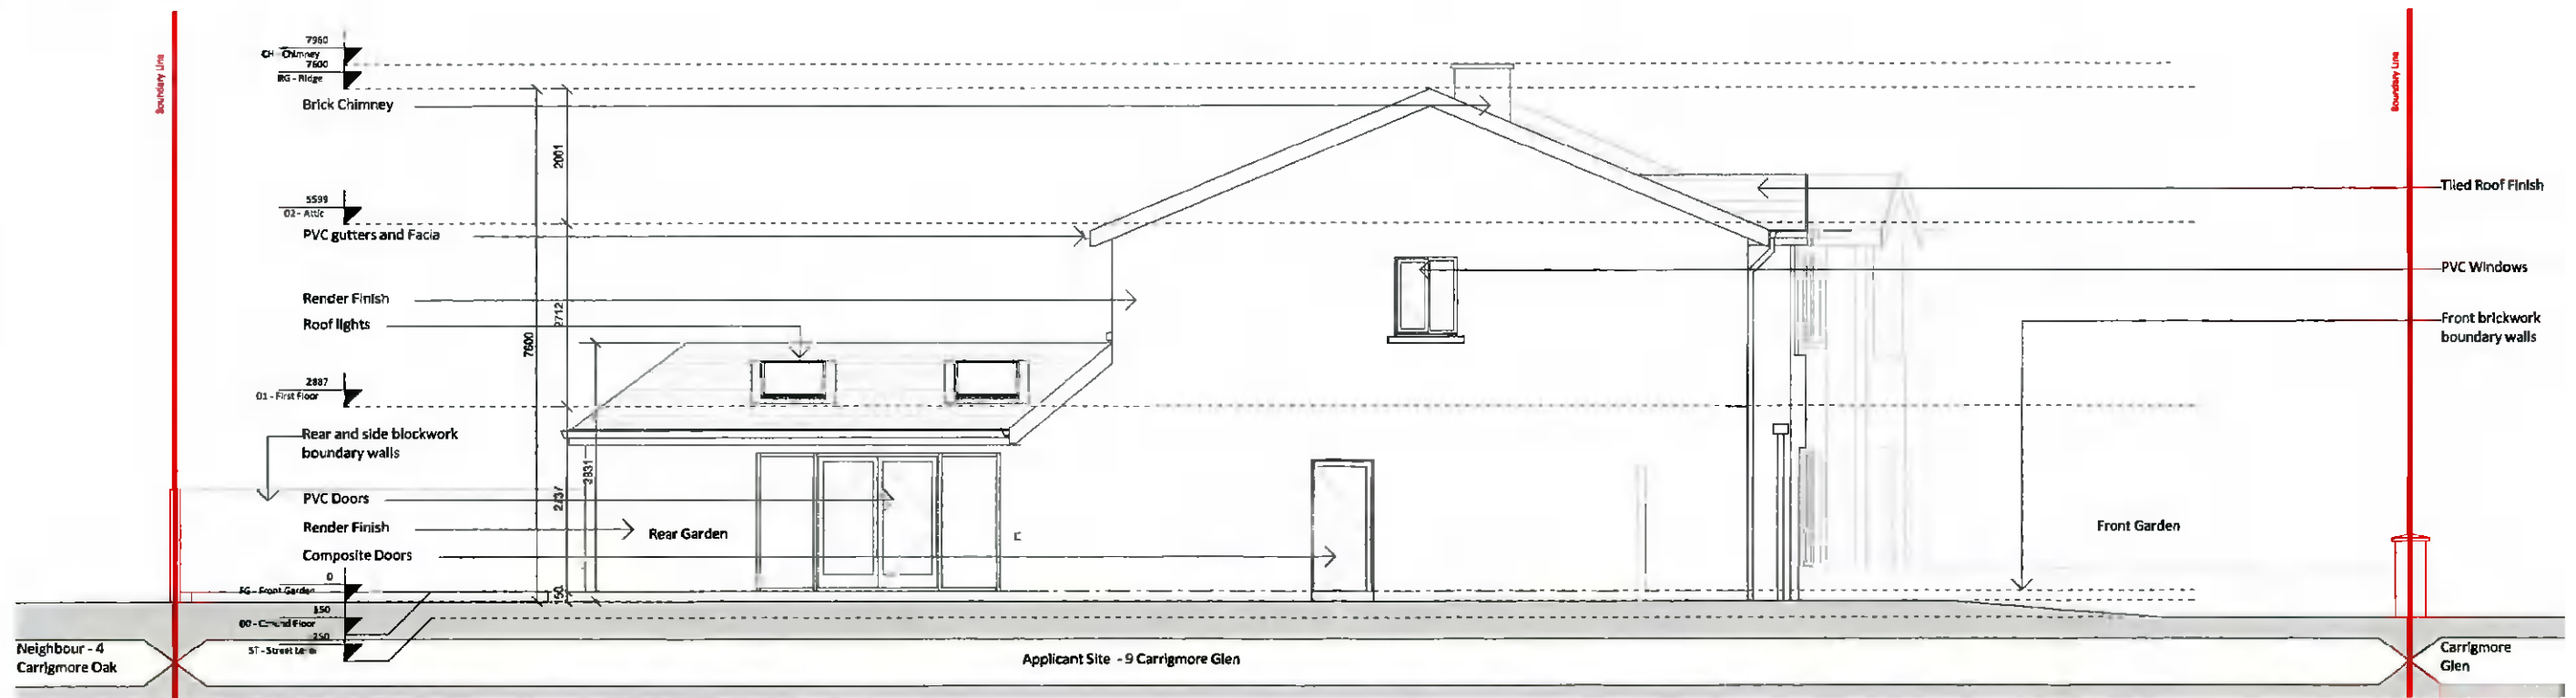 Boundary Line
7960
CH - Chimney
7600
RG - Ridge
Brick Chimney
2001
5599
02 - Attic
PVC gutters and Facia
Render Finish
Roof lights
2712
7600
2887
01 - First Floor
Rear and side blockwork
boundary walls
PVC Doors
Render Finish
Composite Doors
Rear Garden
150
0
FG - Front Garden
150
00 - Ground Floor
250
ST - Street Level
Neighbour - 4
Carrigmore Oak
Applicant Site - 9 Carrigmore Glen
Boundary Line
Tiled Roof Finish
PVC Windows
Front brickwork
boundary walls
Front Garden
Carrigmore
Glen